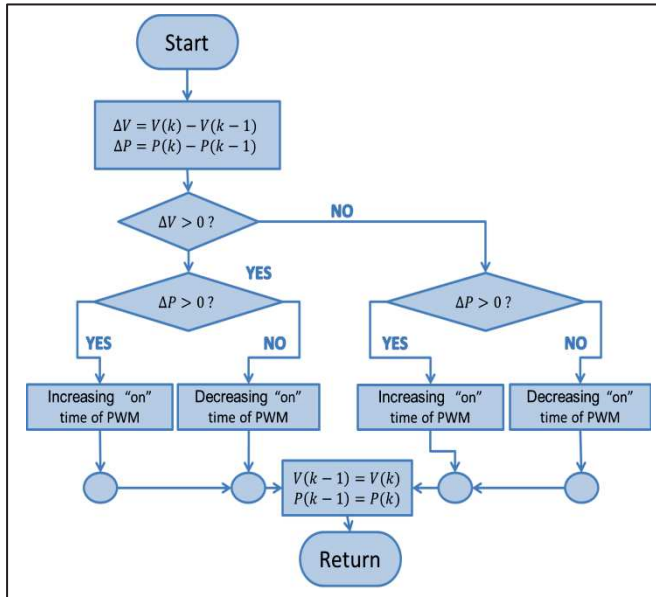 Start
ΔV = V(k) − V(k − 1)
ΔP = P(k) − P(k − 1)
ΔV > 0 ?
NO
YES
ΔP > 0 ?
ΔP > 0 ?
YES
NO
YES
NO
Increasing "on"
time of PWM
Decreasing "on"
time of PWM
Increasing "on"
time of PWM
Decreasing "on"
time of PWM
V(k − 1) = V(k)
P(k − 1) = P(k)
Return